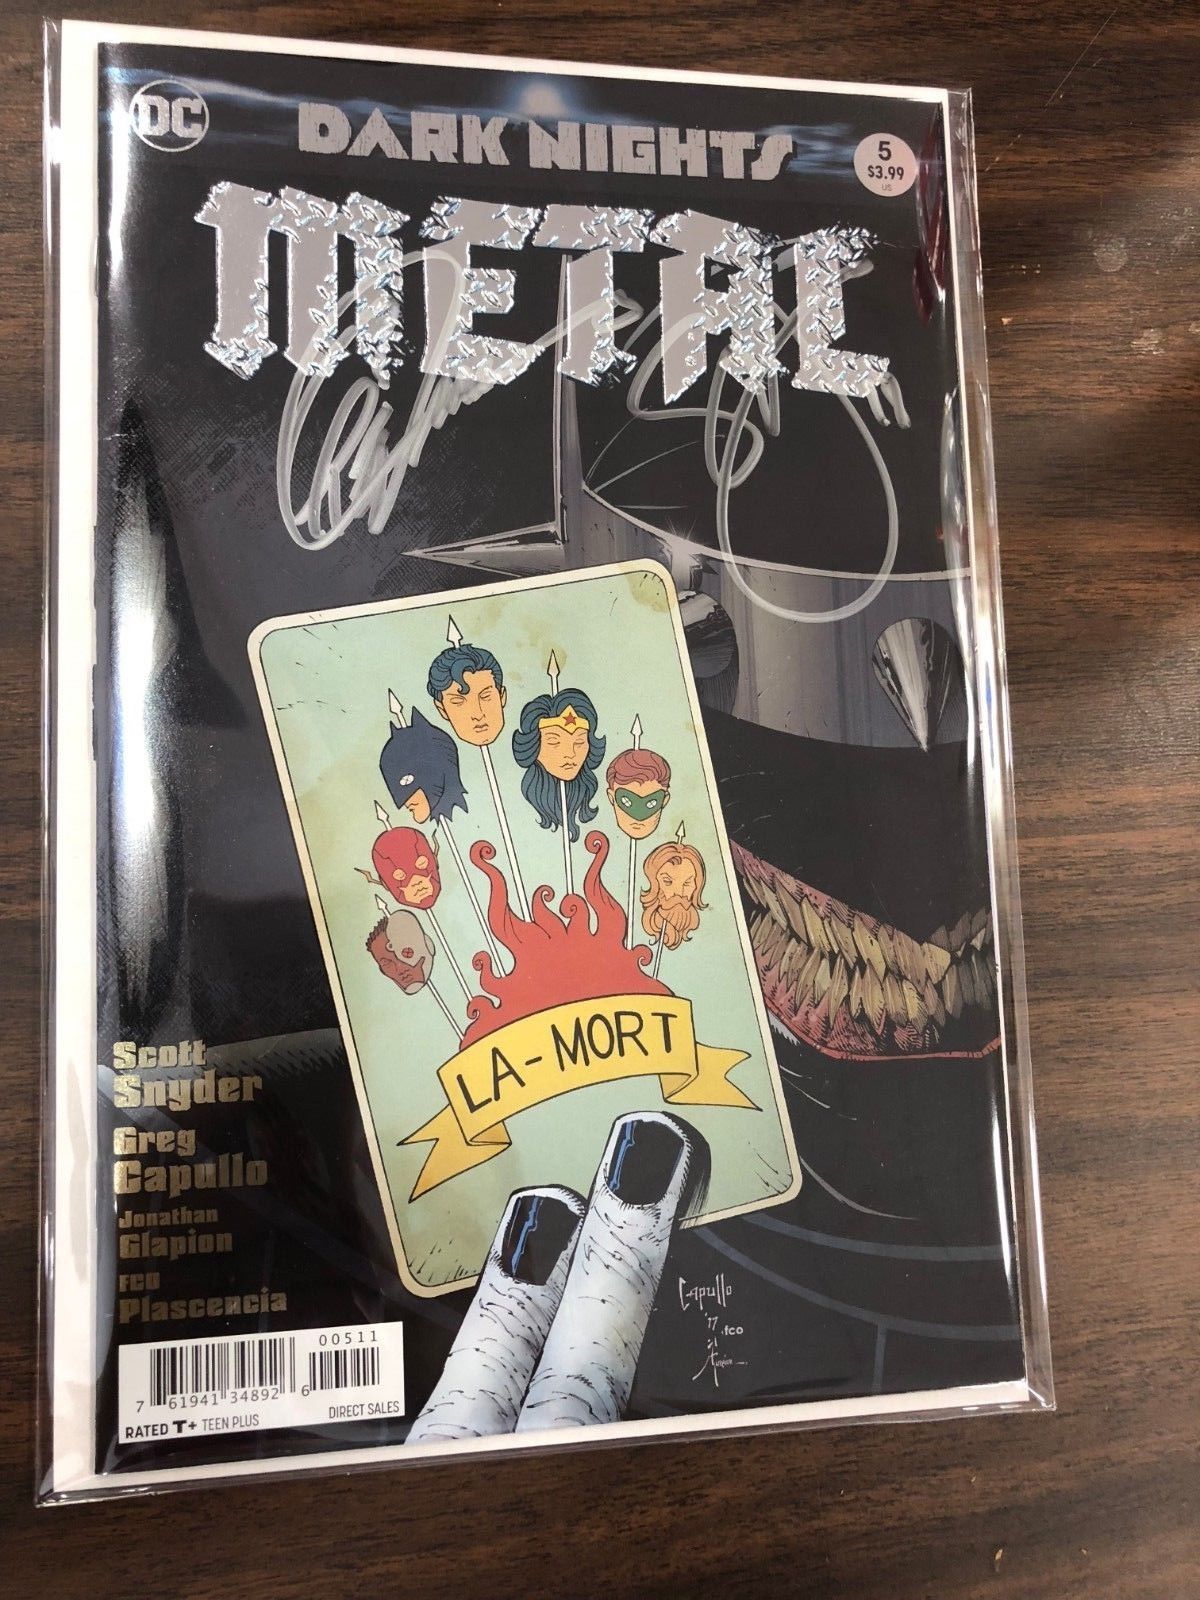 DC
DARK NIGHTS
5
$3.99
US
METAL
LA-MORT
Scott
Snyder
Greg
Capullo
Jonathan
Glapion
FCO
Plascencia
Capullo
'17
.fco
00511
7 61941 34892 6
RATED T+ TEEN PLUS
DIRECT SALES